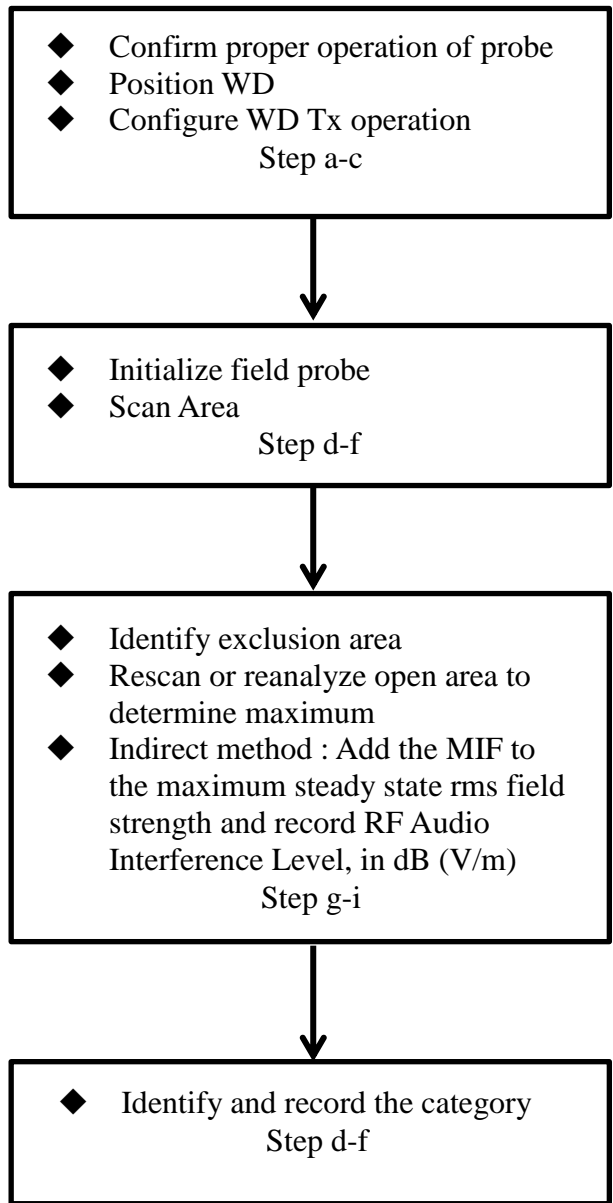 ◆ Confirm proper operation of probe
◆ Position WD
◆ Configure WD Tx operation
Step a-c
◆ Initialize field probe
◆ Scan Area
Step d-f
◆ Identify exclusion area
◆ Rescan or reanalyze open area to
determine maximum
◆ Indirect method : Add the MIF to
the maximum steady state rms field
strength and record RF Audio
Interference Level, in dB (V/m)
Step g-i
◆ Identify and record the category
Step d-f